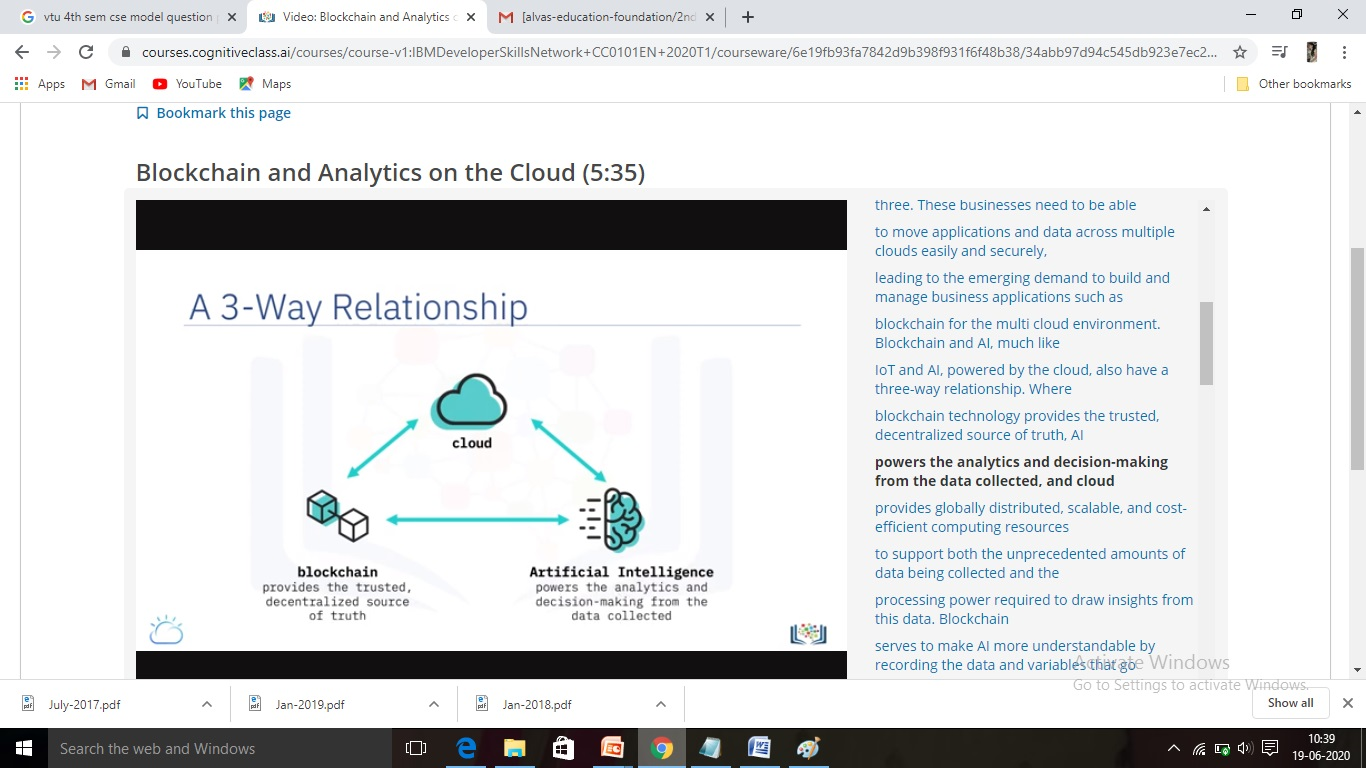 vtu 4th sem cse model question
Video: Blockchain and Analytics
[alvas-education-foundation/2nd
courses.cognitiveclass.ai/courses/course-v1:IBMDeveloperSkillsNetwork+CC0101EN+2020T1/courseware/6e19fb93fa7842d9b398f931f6f48b38/34abb97d94c545db923e7ec2...
Apps Gmail YouTube Maps Other bookmarks
Bookmark this page
Blockchain and Analytics on the Cloud (5:35)
A 3-Way Relationship
cloud
blockchain
provides the trusted,
decentralized source
of truth
Artificial Intelligence
powers the analytics and
decision-making from the
data collected
three. These businesses need to be able
to move applications and data across multiple
clouds easily and securely,
leading to the emerging demand to build and
manage business applications such as
blockchain for the multi cloud environment.
Blockchain and AI, much like
IoT and AI, powered by the cloud, also have a
three-way relationship. Where
blockchain technology provides the trusted,
decentralized source of truth, AI
powers the analytics and decision-making
from the data collected, and cloud
provides globally distributed, scalable, and cost-
efficient computing resources
to support both the unprecedented amounts of
data being collected and the
processing power required to draw insights from
this data. Blockchain
serves to make AI more understandable by
recording the data and variables that go
Activate Windows
Go to Settings to activate Windows.
July-2017.pdf
Jan-2019.pdf
Jan-2018.pdf
Show all
Search the web and Windows
10:39
19-06-2020